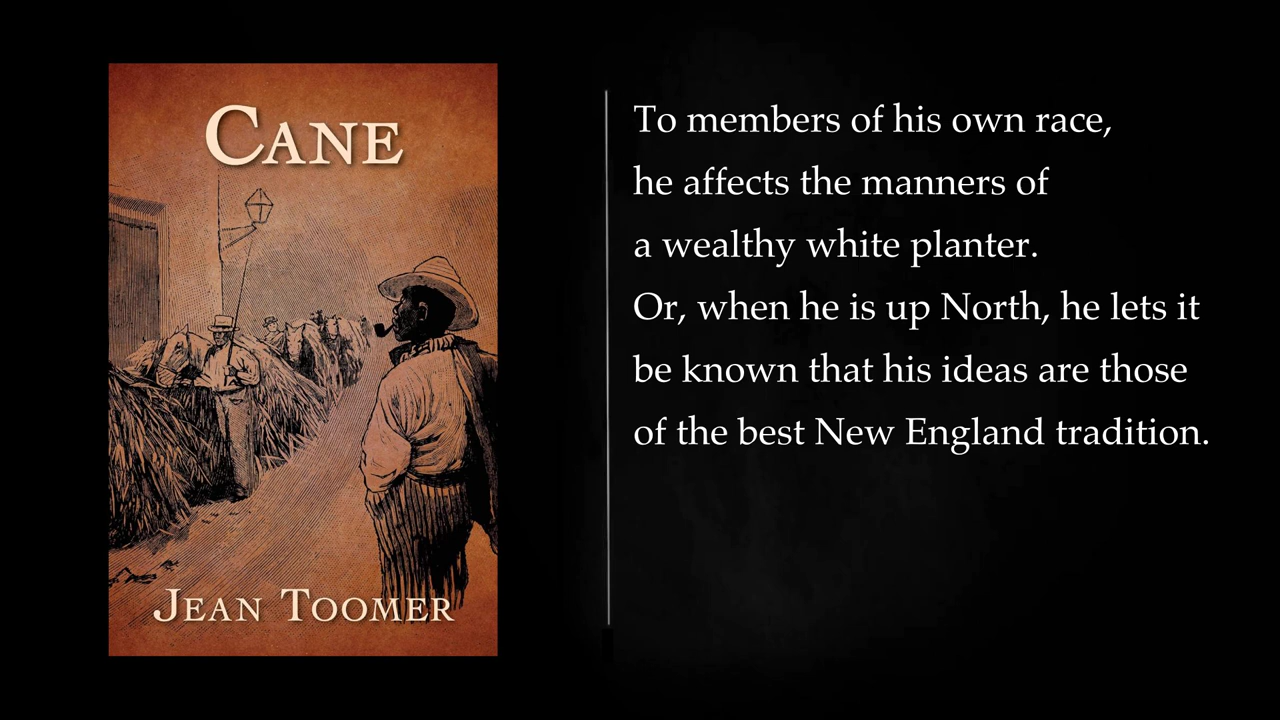 CANE
JEAN TOOMER
To members of his own race,
he affects the manners of
a wealthy white planter.
Or, when he is up North, he lets it
be known that his ideas are those
of the best New England tradition.